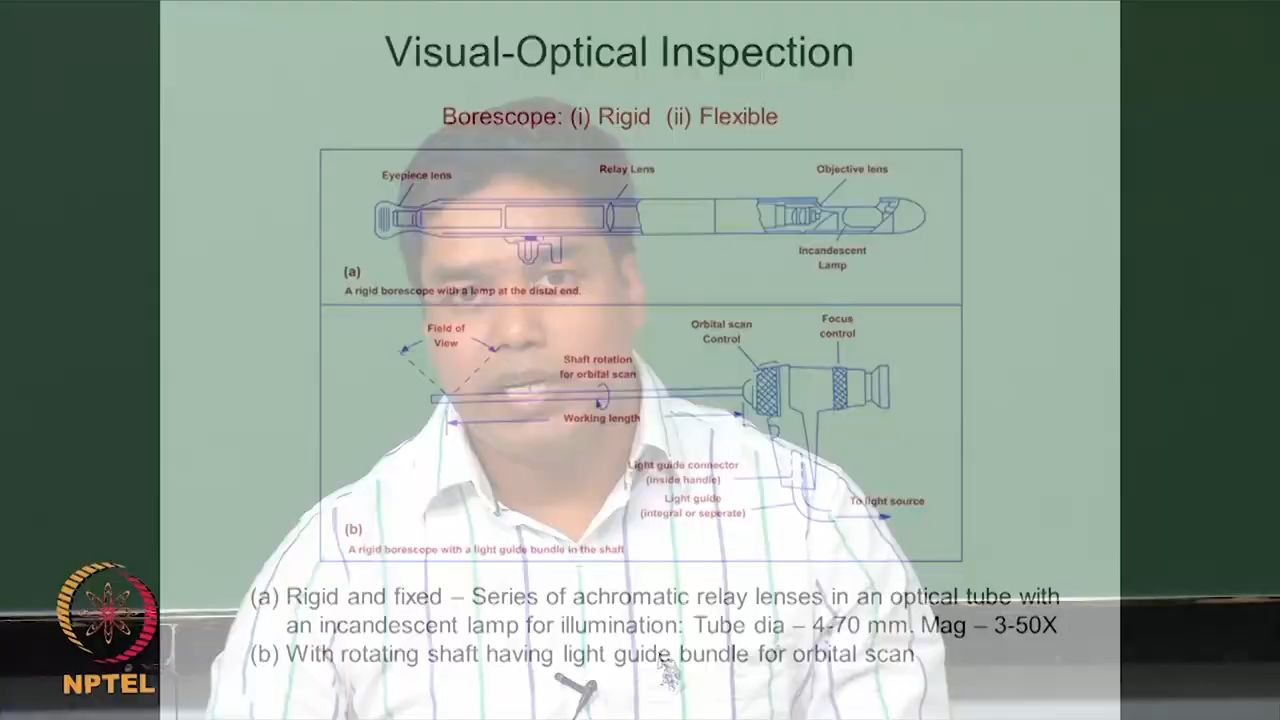 Visual-Optical Inspection
Borescope: (i) Rigid (ii) Flexible
Eyepiece lens
Relay Lens
Objective lens
Incandescent
Lamp
(a)
A rigid borescope with a lamp at the distal end.
Field of
View
Shaft rotation
for orbital scan
Orbital scan
Control
Focus
control
Working length
Light guide connector
(inside handle)
Light guide
(integral or seperate)
To light source
(b)
A rigid borescope with a light guide bundle in the shaft
(a) Rigid and fixed – Series of achromatic relay lenses in an optical tube with
an incandescent lamp for illumination: Tube dia – 4-70 mm. Mag – 3-50X
(b) With rotating shaft having light guide bundle for orbital scan
NPTEL